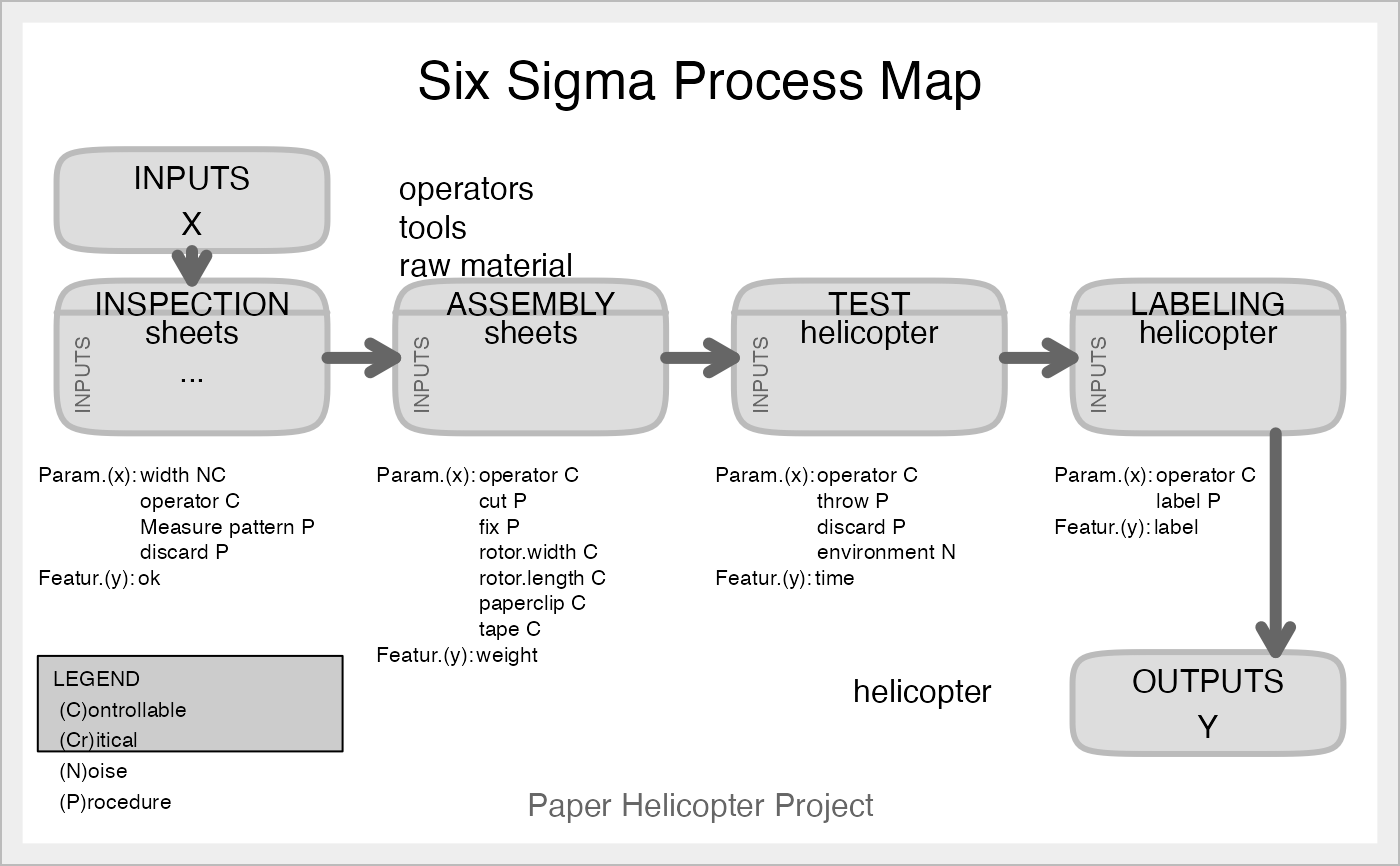 Six Sigma Process Map
INPUTS
X
operators
tools
raw material
INSPECTION
sheets
...
INPUTS
ASSEMBLY
sheets
INPUTS
TEST
helicopter
INPUTS
LABELING
helicopter
INPUTS
Param.(x): width NC
operator C
Measure pattern P
discard P
Featur.(y): ok
Param.(x): operator C
cut P
fix P
rotor.width C
rotor.length C
paperclip C
tape C
Featur.(y): weight
Param.(x): operator C
throw P
discard P
environment N
Featur.(y): time
Param.(x): operator C
label P
Featur.(y): label
LEGEND
(C)ontrollable
(Cr)itical
(N)oise
(P)rocedure
helicopter
OUTPUTS
Y
Paper Helicopter Project